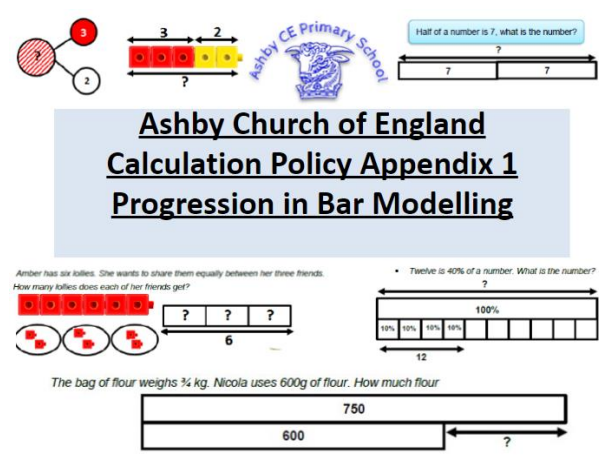 3
?
2
3 2
?
Ashby CE Primary School
Half of a number is 7, what is the number?
?
7 7
Ashby Church of England
Calculation Policy Appendix 1
Progression in Bar Modelling
Amber has six lollies. She wants to share them equally between her three friends.
How many lollies does each of her friends get?
? ? ?
6
• Twelve is 40% of a number. What is the number?
?
100%
10% 10% 10% 10%
12
The bag of flour weighs ¾ kg. Nicola uses 600g of flour. How much flour
750
600
?